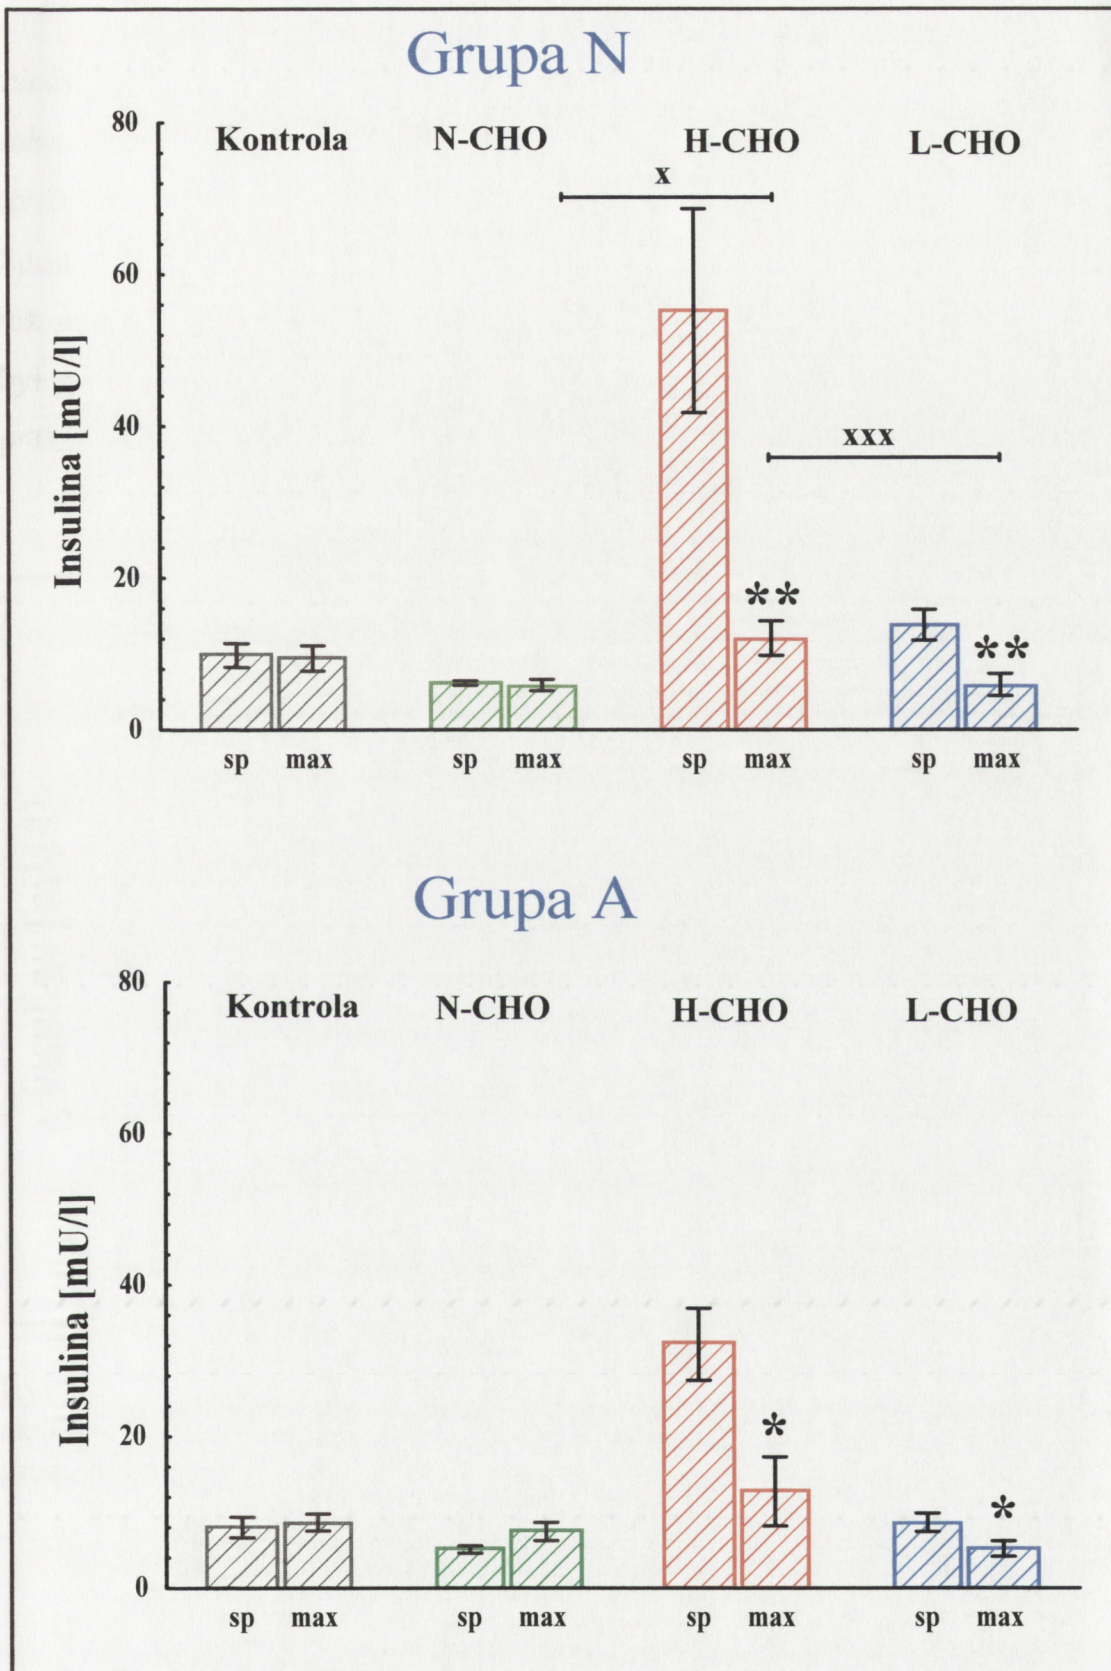 Grupa N
80
Kontrola N-CHO H-CHO L-CHO
x
60
Insulina [mU/l]
40
xxx
20
**
**
0
sp max sp max sp max sp max
Grupa A
80
Kontrola N-CHO H-CHO L-CHO
60
Insulina [mU/l]
40
20
*
*
0
sp max sp max sp max sp max